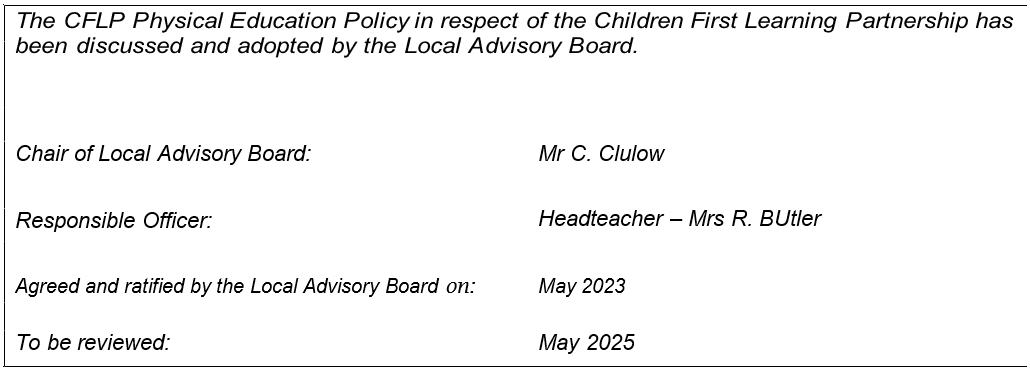 The CFLP Physical Education Policy in respect of the Children First Learning Partnership has
been discussed and adopted by the Local Advisory Board.
Chair of Local Advisory Board: Mr C. Clulow
Responsible Officer: Headteacher – Mrs R. BUtler
Agreed and ratified by the Local Advisory Board on: May 2023
To be reviewed: May 2025